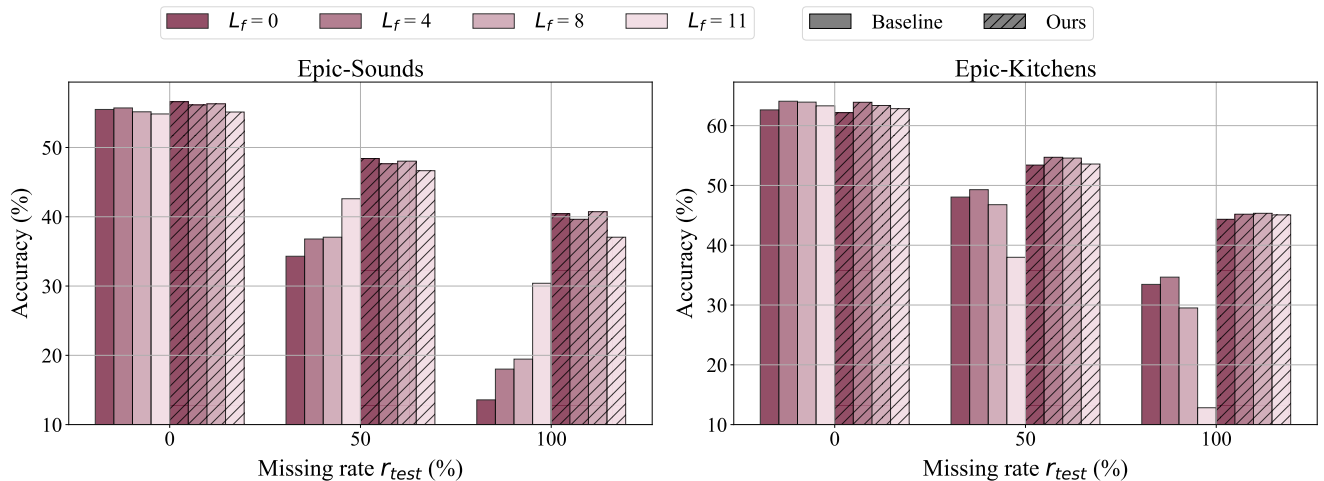 L_f = 0 L_f = 4 L_f = 8 L_f = 11 Baseline Ours
Epic-Sounds
50
40
30
20
10
0 50 100
Accuracy (%)
Missing rate r_test (%)
Epic-Kitchens
60
50
40
30
20
10
0 50 100
Accuracy (%)
Missing rate r_test (%)